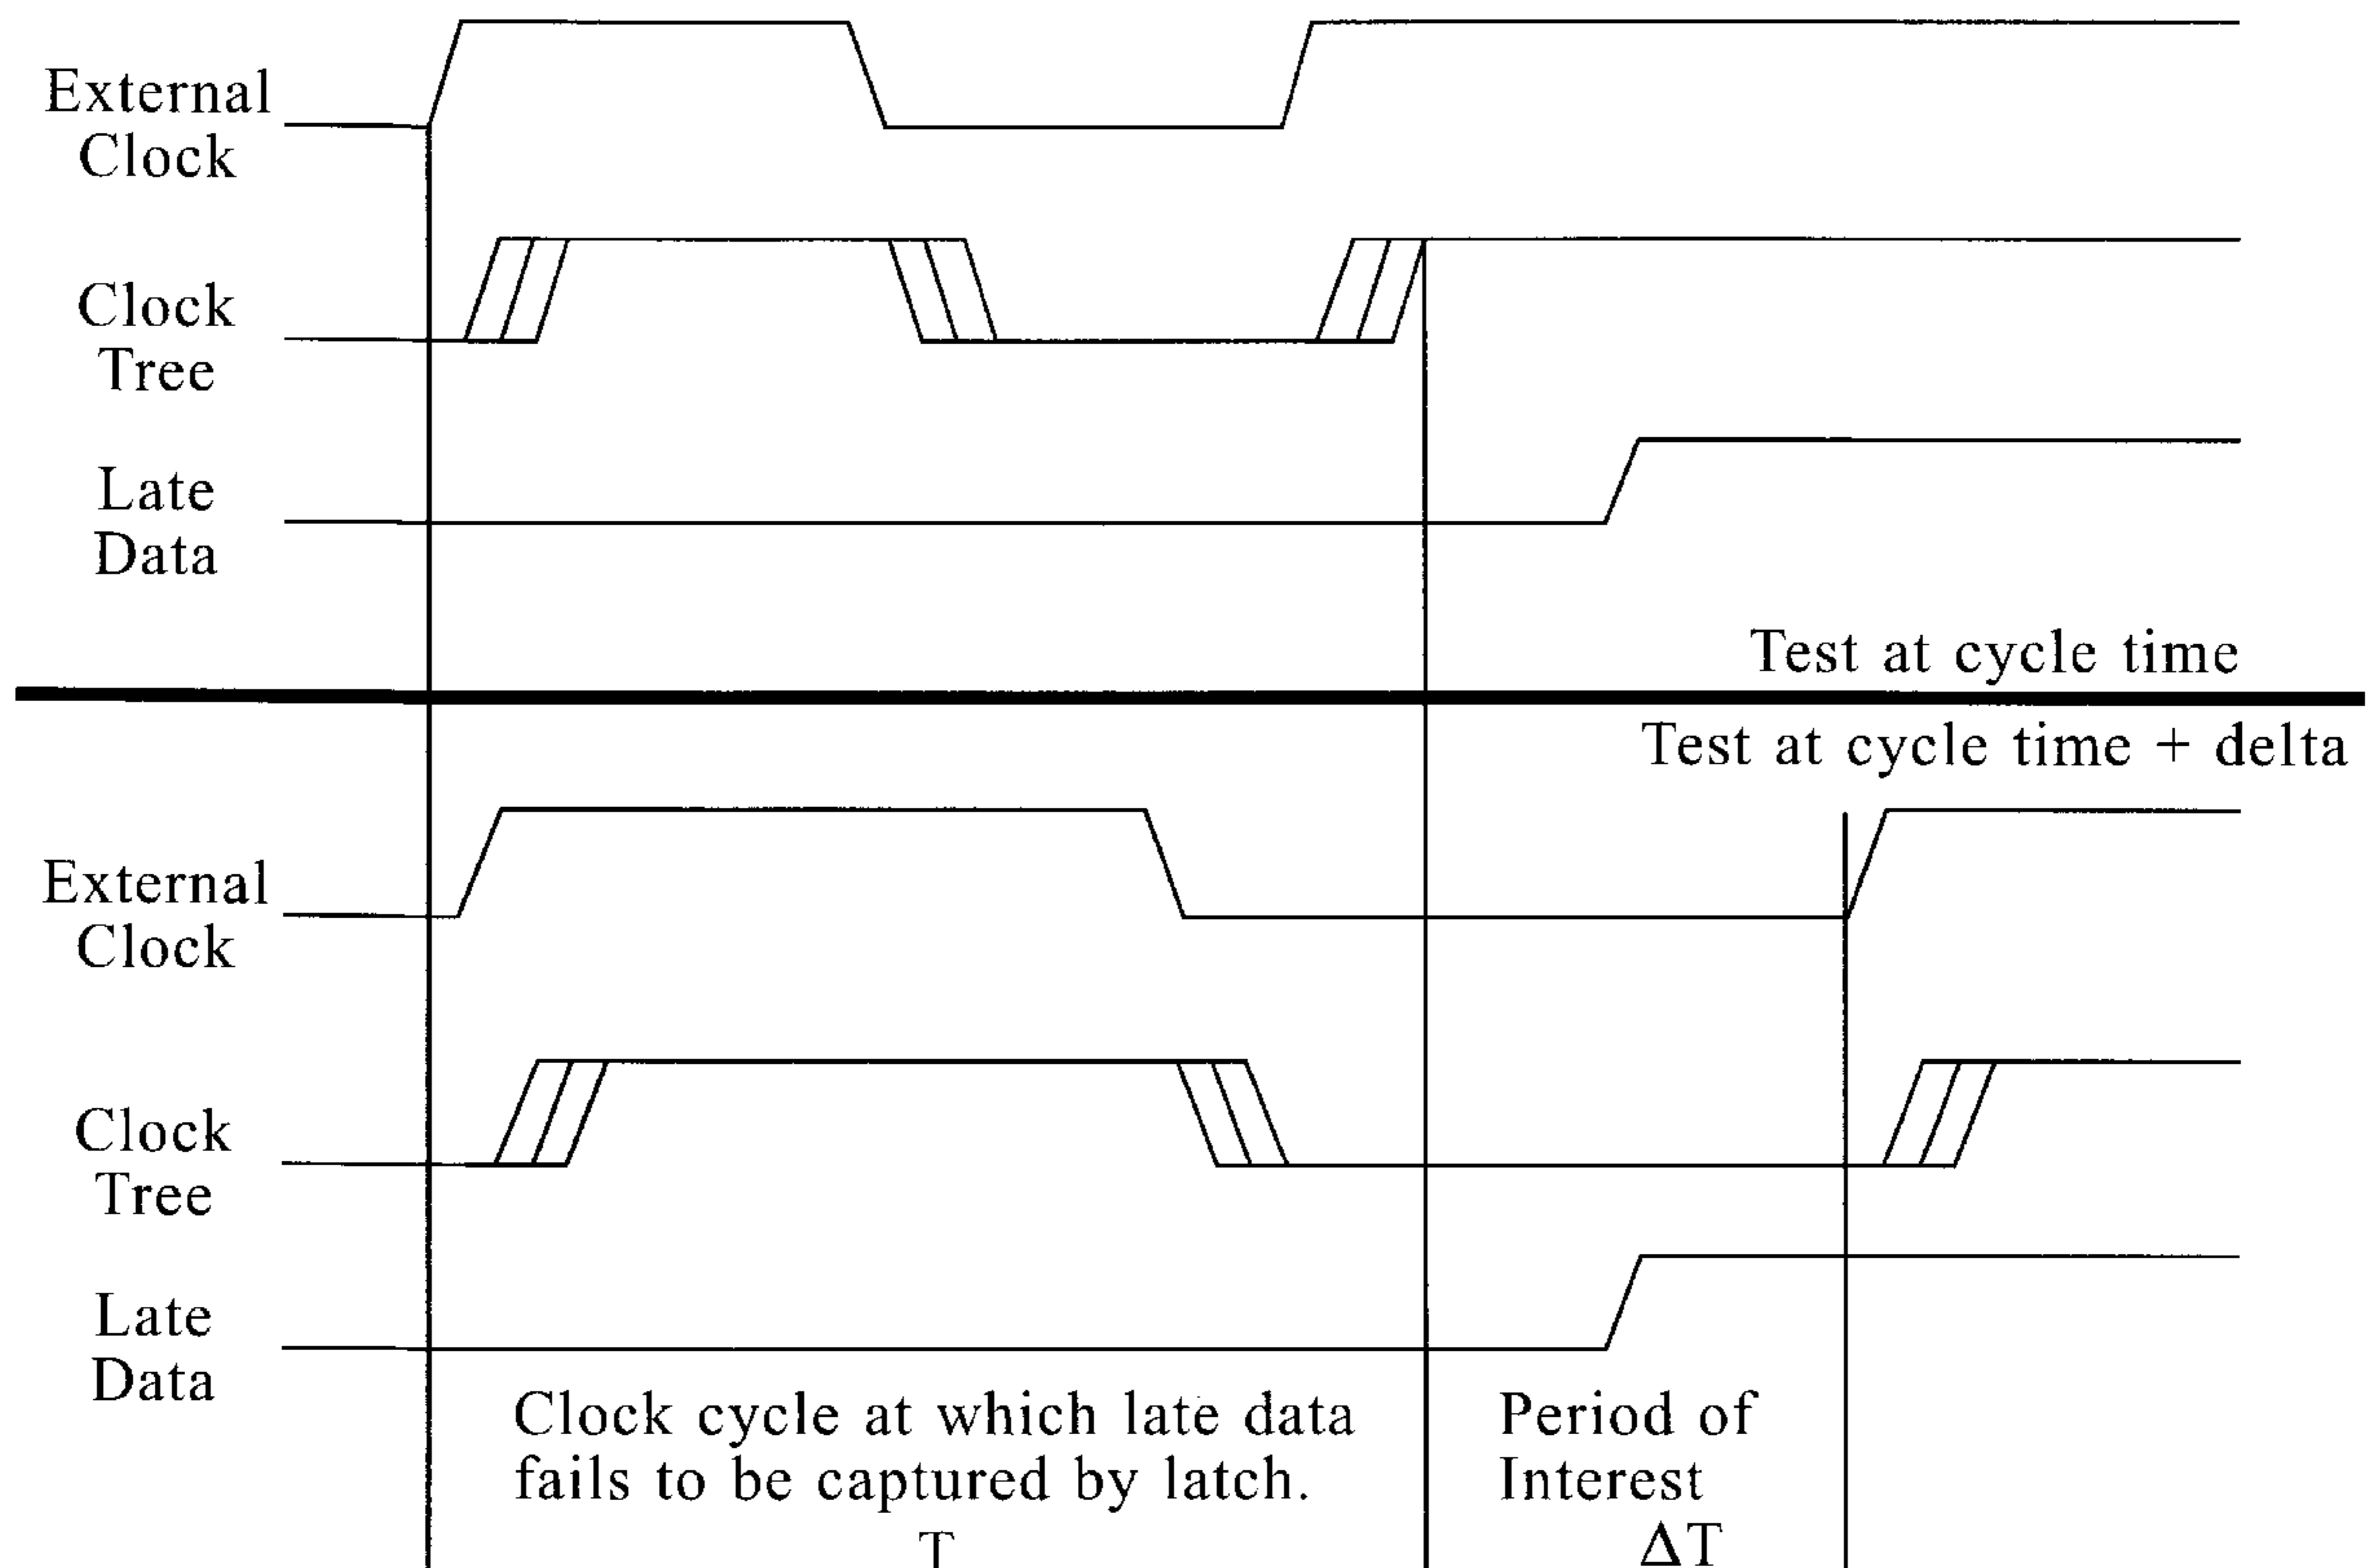 External
Clock
Clock
Tree
Late
Data
Test at cycle time
Test at cycle time + delta
External
Clock
Clock
Tree
Late
Data
Clock cycle at which late data
fails to be captured by latch.
T
Period of
Interest
ΔT